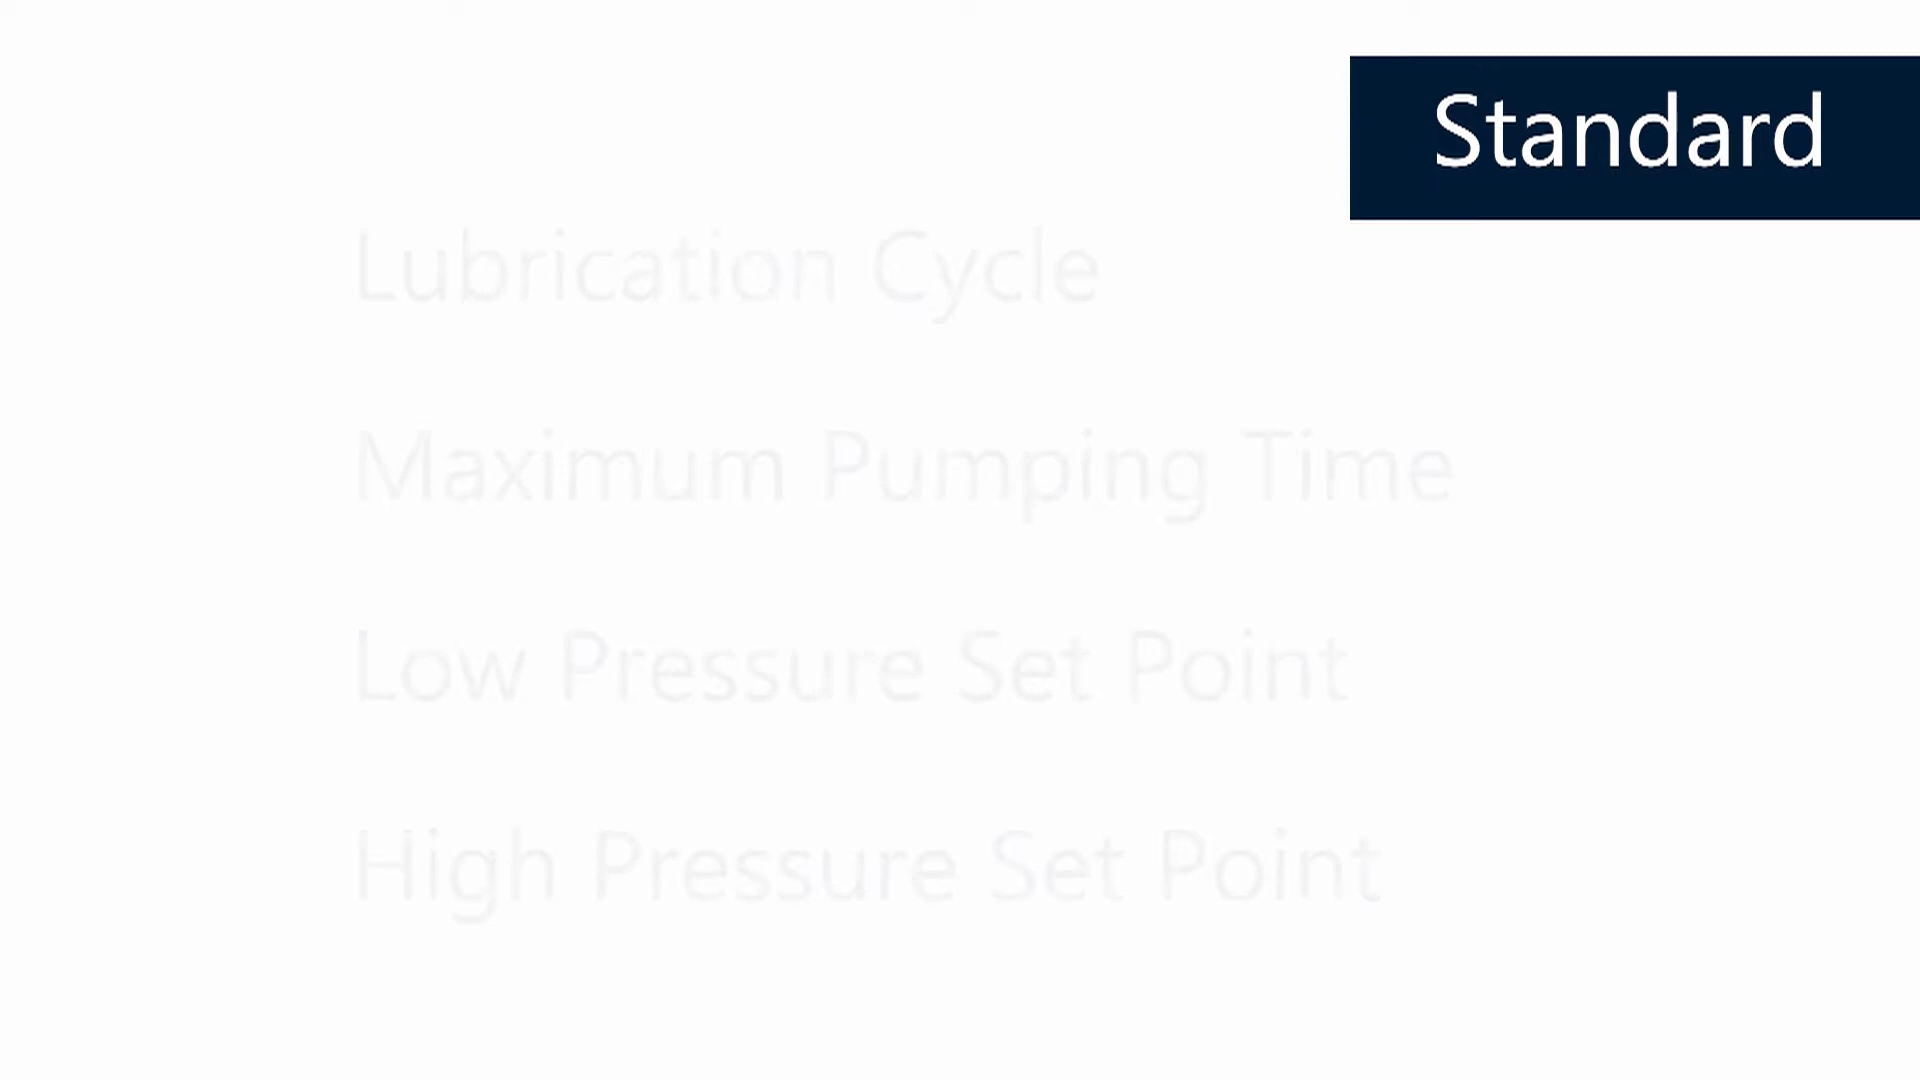 Standard
Lubrication Cycle
Maximum Pumping Time
Low Pressure Set Point
High Pressure Set Point